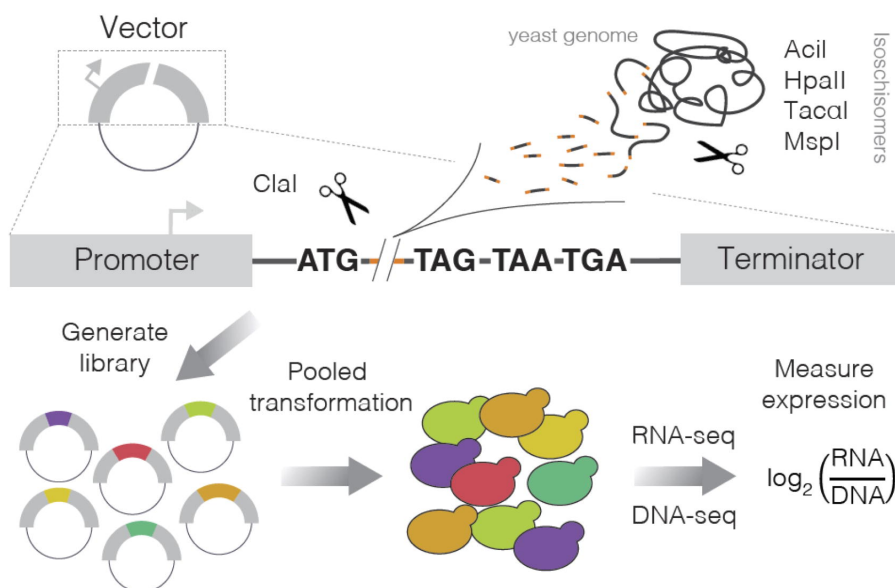 Vector
yeast genome
AciI
HpaII
TacαI
MspI
Isoschisomers
ClaI
Promoter
ATG
TAG-TAA-TGA
Terminator
Generate
library
Pooled
transformation
RNA-seq
DNA-seq
Measure
expression
log₂(RNA/DNA)